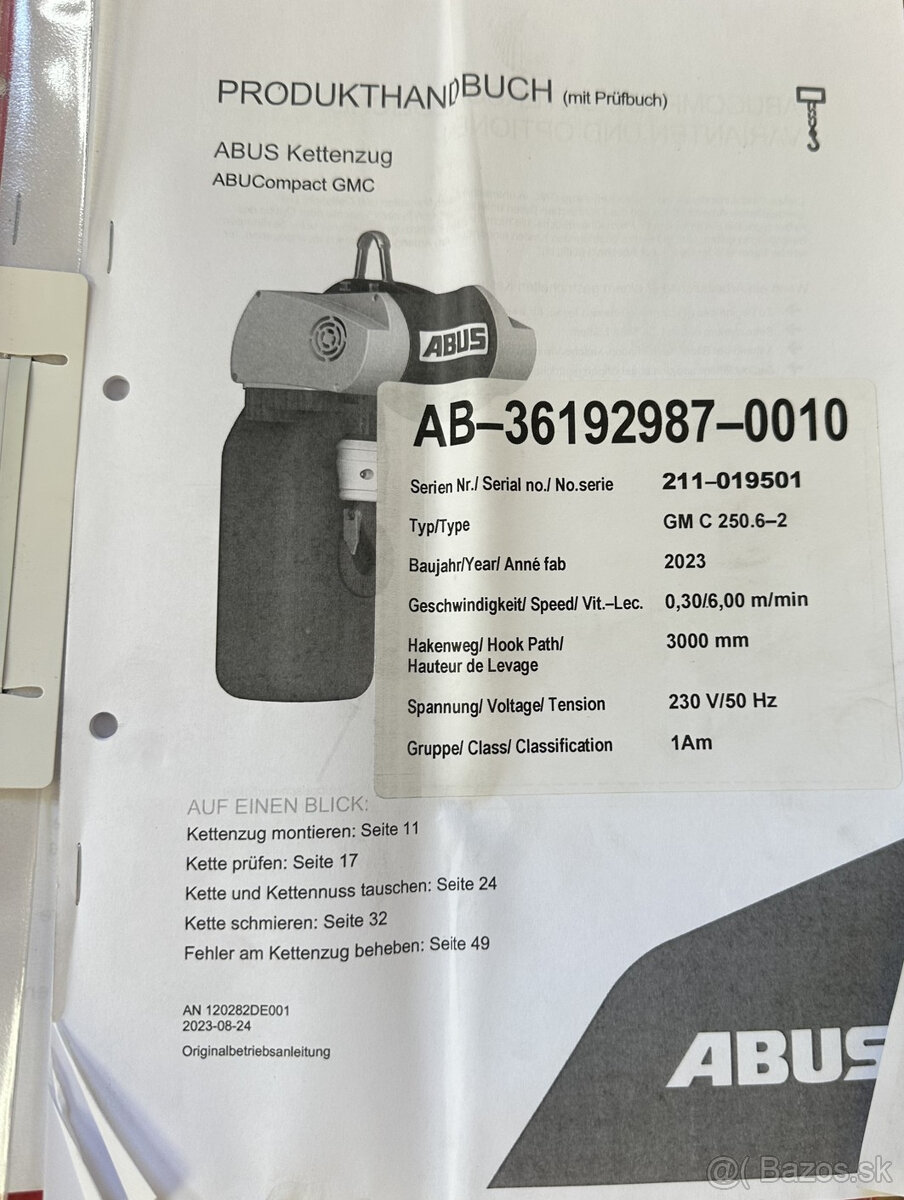 PRODUKTHANDBUCH (mit Prüfbuch)
ABUS Kettenzug
ABUCompact GMC
ABUS
AB–36192987–0010
Serien Nr./ Serial no./ No.serie 211–019501
Typ/Type GM C 250.6–2
Baujahr/Year/ Anné fab 2023
Geschwindigkeit/ Speed/ Vit.–Lec. 0,30/6,00 m/min
Hakenweg/ Hook Path/ 3000 mm
Hauteur de Levage
Spannung/ Voltage/ Tension 230 V/50 Hz
Gruppe/ Class/ Classification 1Am
AUF EINEN BLICK:
Kettenzug montieren: Seite 11
Kette prüfen: Seite 17
Kette und Kettennuss tauschen: Seite 24
Kette schmieren: Seite 32
Fehler am Kettenzug beheben: Seite 49
AN 120282DE001
2023-08-24
Originalbetriebsanleitung
ABUS
@( Bazos.sk